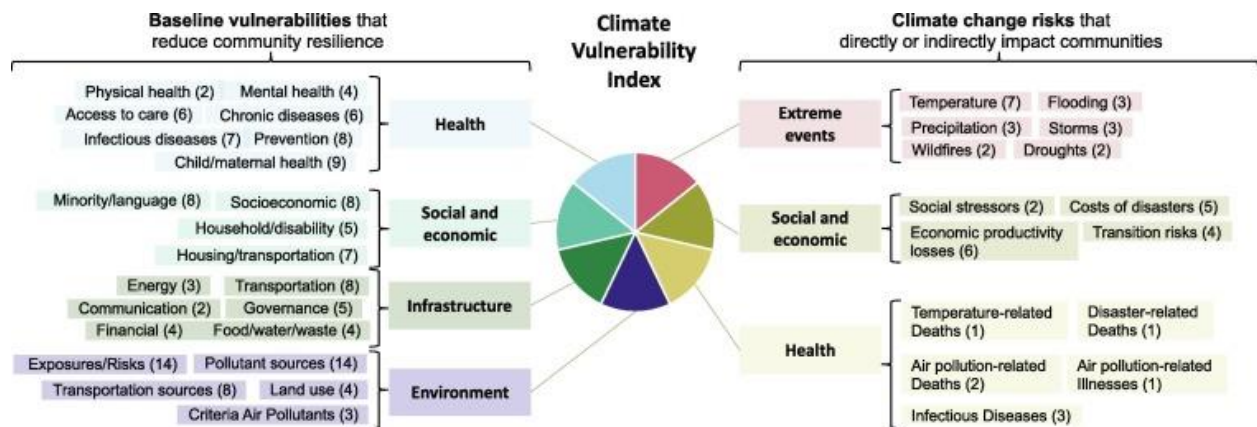 Baseline vulnerabilities that
reduce community resilience
Physical health (2) Mental health (4)
Access to care (6) Chronic diseases (6)
Infectious diseases (7) Prevention (8)
Child/maternal health (9)
Health
Minority/language (8) Socioeconomic (8)
Household/disability (5)
Housing/transportation (7)
Social and
economic
Energy (3) Transportation (8)
Communication (2) Governance (5)
Financial (4) Food/water/waste (4)
Infrastructure
Exposures/Risks (14) Pollutant sources (14)
Transportation sources (8) Land use (4)
Criteria Air Pollutants (3)
Environment
Climate
Vulnerability
Index
Climate change risks that
directly or indirectly impact communities
Extreme
events
Temperature (7) Flooding (3)
Precipitation (3) Storms (3)
Wildfires (2) Droughts (2)
Social and
economic
Social stressors (2) Costs of disasters (5)
Economic productivity
losses (6)
Transition risks (4)
Health
Temperature-related
Deaths (1)
Disaster-related
Deaths (1)
Air pollution-related
Deaths (2)
Air pollution-related
Illnesses (1)
Infectious Diseases (3)